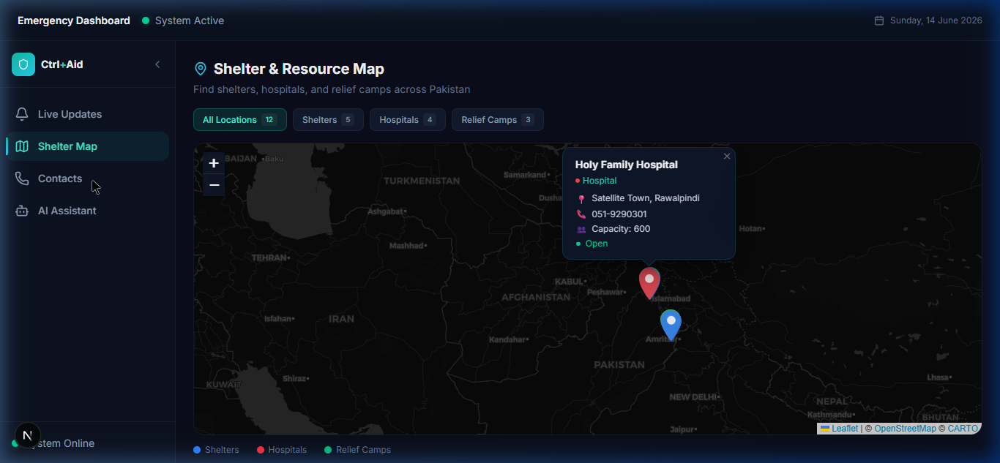 Emergency Dashboard System Active Sunday, 14 June 2026
Ctrl+Aid
Live Updates
Shelter Map
Contacts
AI Assistant
N
ystem Online
Shelter & Resource Map
Find shelters, hospitals, and relief camps across Pakistan
All Locations 12 Shelters 5 Hospitals 4 Relief Camps 3
+
−
BAIJAN Baku
TURKMENISTAN
Samarkand
Dusha
Ashgabat
Mashhad
TEHRAN
Holy Family Hospital
Hospital
Satellite Town, Rawalpindi
051-9290301
Capacity: 600
Open
Hotan
KABUL
Peshawar
AFGHANISTAN
Islamabad
Isfahan
IRAN
Kandahar
Amritsar
PAKISTAN
KUWAIT
Shiraz
Lhasa
NEW DELHI
NEPAL
Kathmandu
BHUTAN
Jaipur
Leaflet | © OpenStreetMap © CARTO
Shelters Hospitals Relief Camps